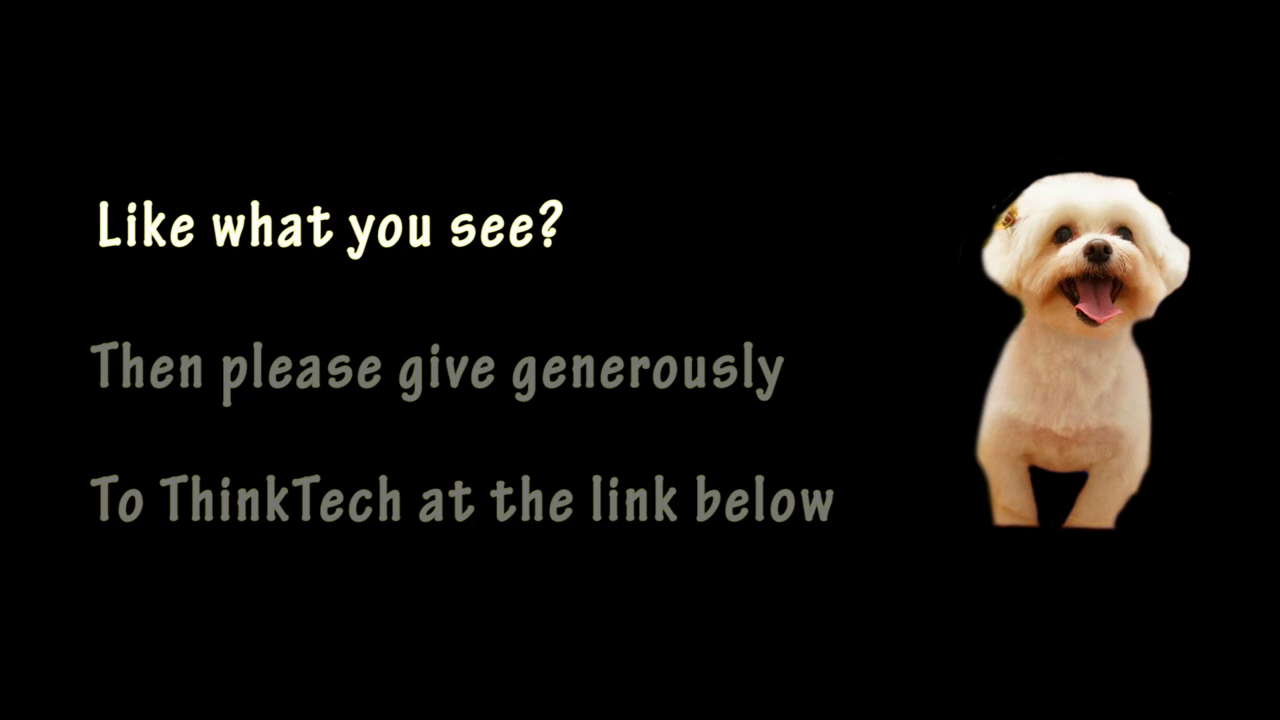 Like what you see?
Then please give generously
To ThinkTech at the link below